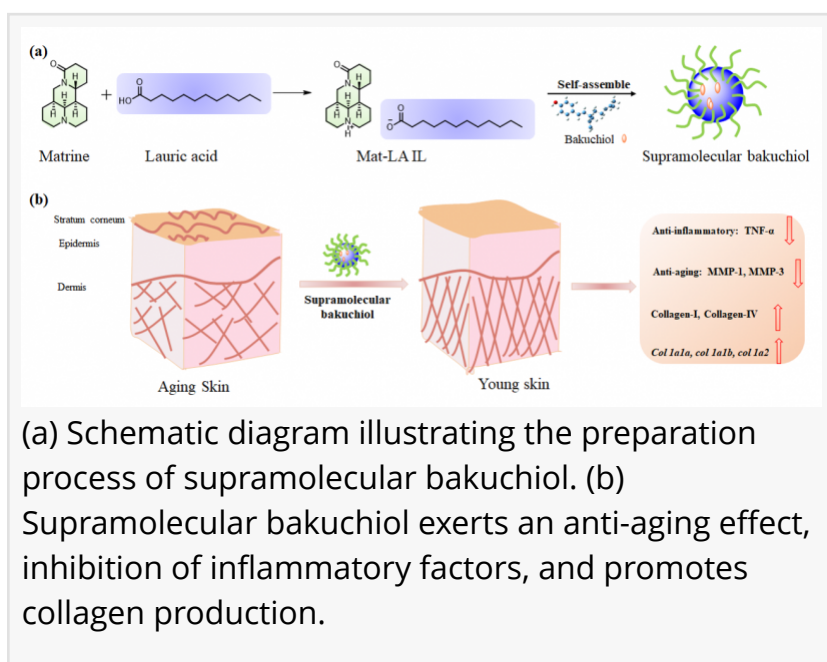 (a)
O
H
N
H
H
H
N
+
O
HO
O
H
N
H
H
H
N+
H
O
-O
Self-assemble
Bakuchiol
Matrine
Lauric acid
Mat-LA IL
Supramolecular bakuchiol
(b)
Stratum corneum
Epidermis
Dermis
Supramolecular
bakuchiol
Aging Skin
Young skin
Anti-inflammatory: TNF-α
Anti-aging: MMP-1, MMP-3
Collagen-I, Collagen-IV
Col 1a1a, col 1a1b, col 1a2
(a) Schematic diagram illustrating the preparation
process of supramolecular bakuchiol. (b)
Supramolecular bakuchiol exerts an anti-aging effect,
inhibition of inflammatory factors, and promotes
collagen production.